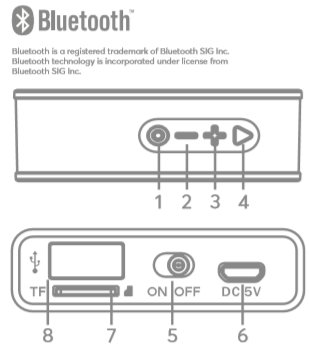 Bluetooth™
Bluetooth is a registered trademark of Bluetooth SIG Inc.
Bluetooth technology is incorporated under license from
Bluetooth SIG Inc.
1 2 3 4
TF ON OFF DC 5V
8 7 5 6